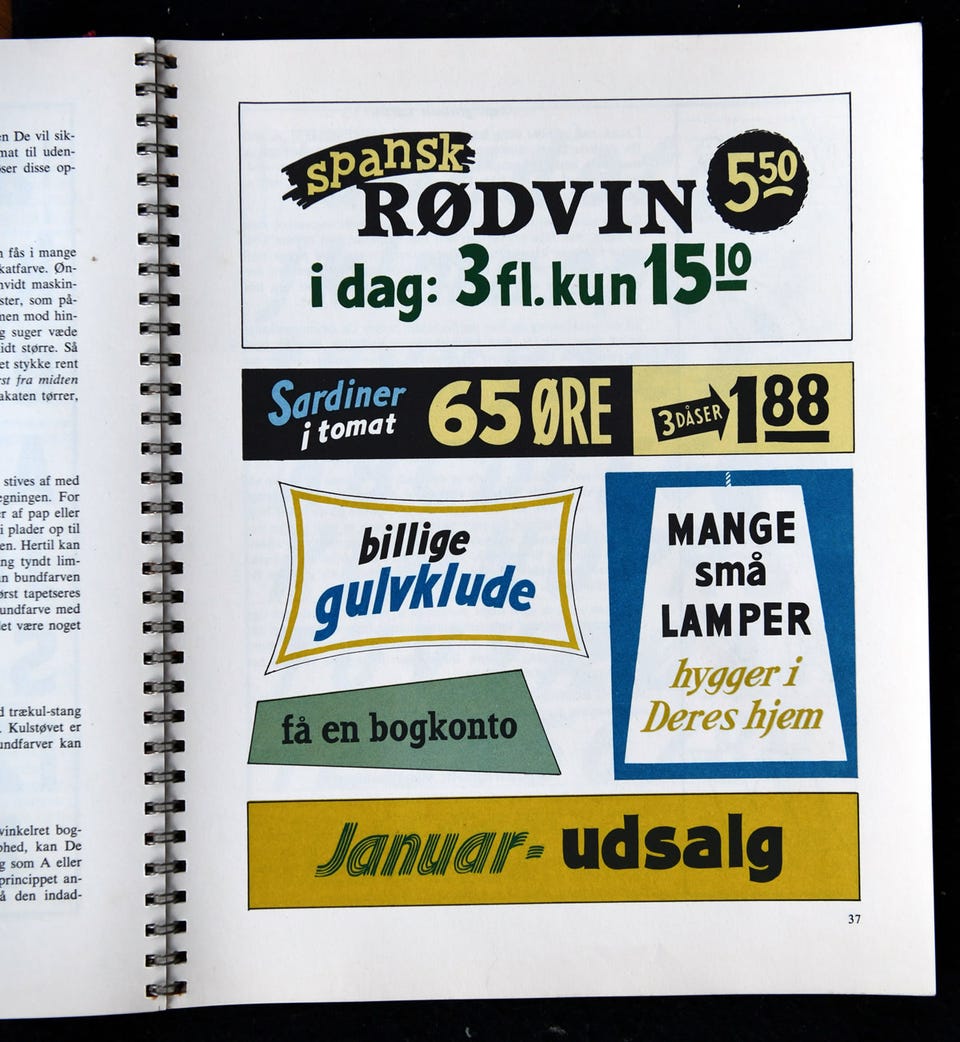 n De vil sik-
mat til uden-
ser disse op-
n fås i mange
katfarve. Øn-
nvidt maskin-
ster, som på-
men mod hin-
g suger væde
idt større. Så
et stykke rent
rst fra midten
akaten tørrer,
stives af med
egningen. For
er af pap eller
i plader op til
en. Hertil kan
ng tyndt lim-
an bundfarven
ørst tapetseres
undfarve med
et være noget
d trækul-stang
. Kulstøvet er
undfarver kan
vinkelret bog-
phed, kan De
g som A eller
princippet an-
å den indad-
spansk
RØDVIN 5 50
i dag: 3 fl. kun 15 10
Sardiner
i tomat
65 ØRE
3 DÅSER 1 88
billige
gulvklude
MANGE
små
LAMPER
hygger i
Deres hjem
få en bogkonto
Januar-udsalg
37